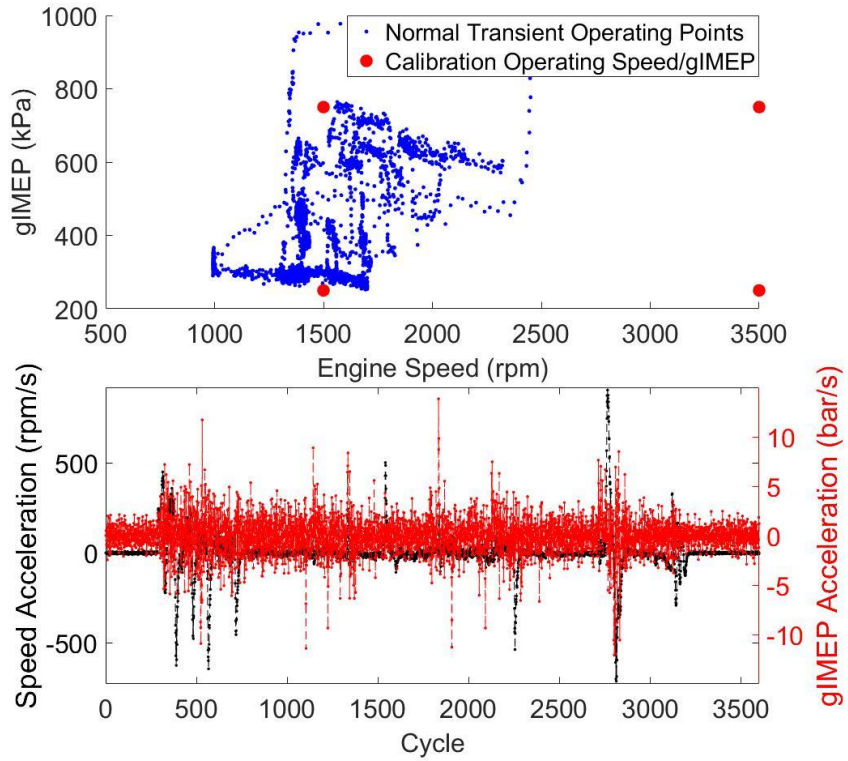 1000
800
600
400
200
gIMEP (kPa)
Normal Transient Operating Points
Calibration Operating Speed/gIMEP
500 1000 1500 2000 2500 3000 3500
Engine Speed (rpm)
Speed Acceleration (rpm/s)
500
0
-500
10
5
0
-5
-10
gIMEP Acceleration (bar/s)
0 500 1000 1500 2000 2500 3000 3500
Cycle